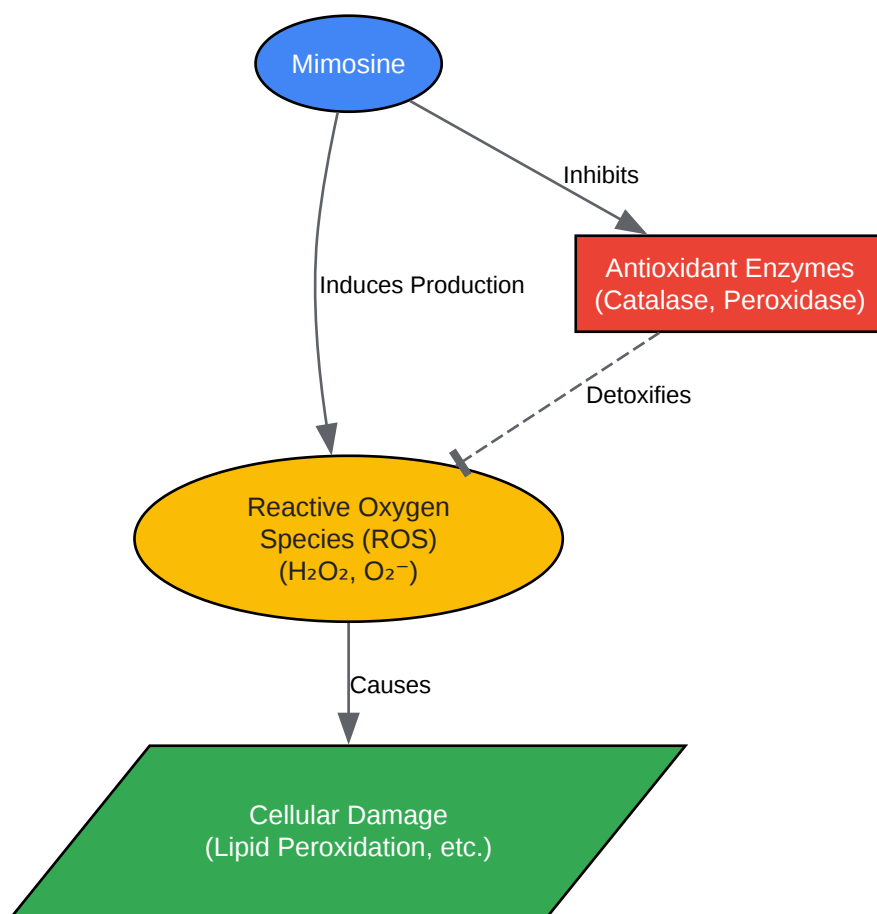 Mimosine
Inhibits
Antioxidant Enzymes
(Catalase, Peroxidase)
Induces Production
Detoxifies
Reactive Oxygen
Species (ROS)
(H₂O₂, O₂⁻)
Causes
Cellular Damage
(Lipid Peroxidation, etc.)